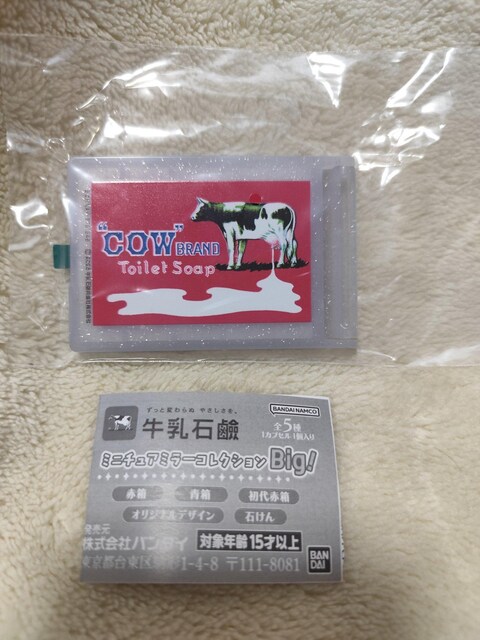 "COW" BRAND
Toilet Soap
ずっと変わらぬ やさしさを。
牛乳石鹸
BANDAI NAMCO
全5種
1カプセル1個入り
ミニチュアミラーコレクション Big!
赤箱
青箱
初代赤箱
オリジナルデザイン
石けん
発売元
株式会社バンダイ
対象年齢15才以上
東京都台東区 1-4-8 〒111-8081
BAN
DAI